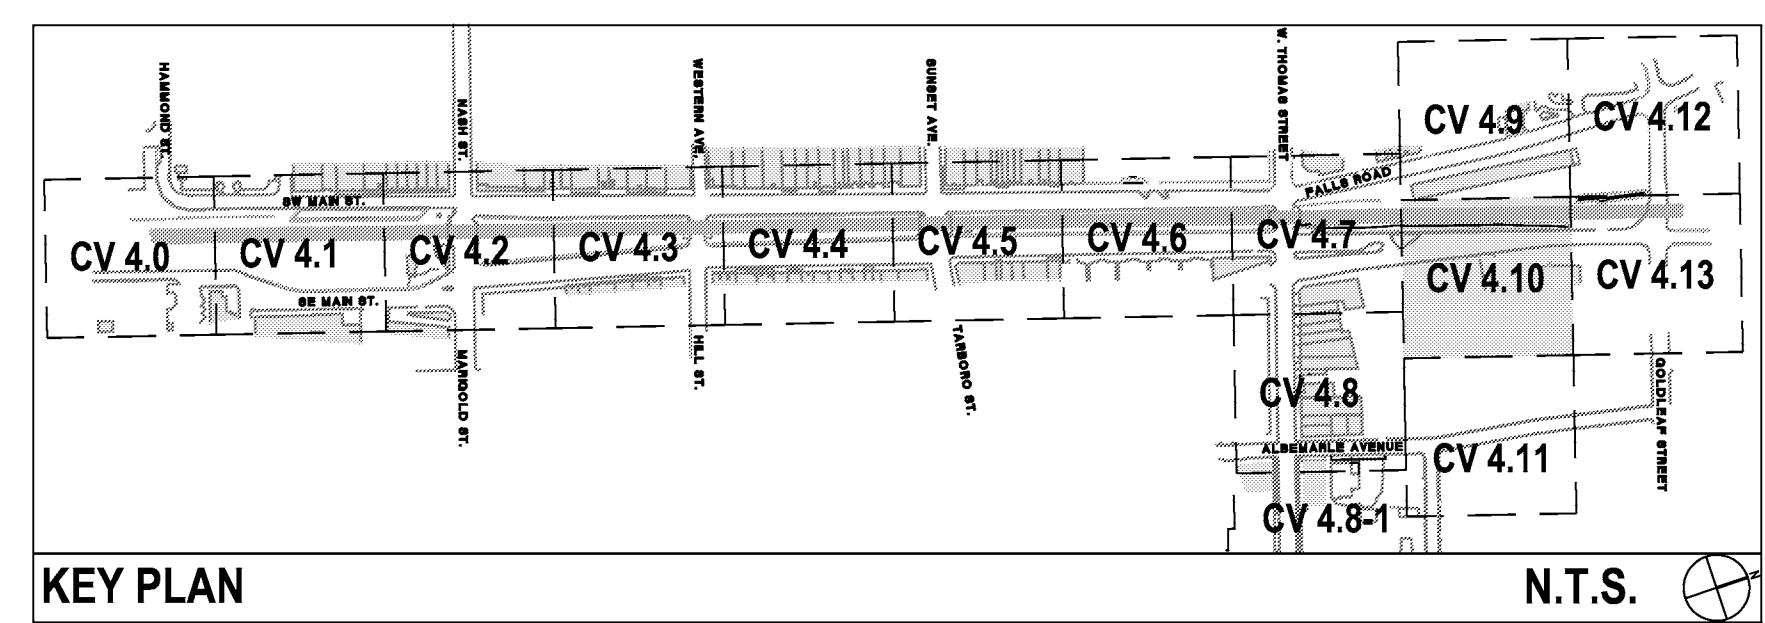 HAMMOND ST.
NASH ST.
WESTERN AVE.
SUNSET AVE.
W. THOMAS STREET
CV 4.9
CV 4.12
FALLS ROAD
SW MAIN ST.
CV 4.0
CV 4.1
CV 4.2
CV 4.3
CV 4.4
CV 4.5
CV 4.6
CV 4.7
CV 4.10
CV 4.13
SE MAIN ST.
MARIGOLD ST.
HILL ST.
TARBORO ST.
CV 4.8
GOLDLEAF STREET
ALBEMARLE AVENUE
CV 4.11
CV 4.8-1
KEY PLAN
N.T.S.
N